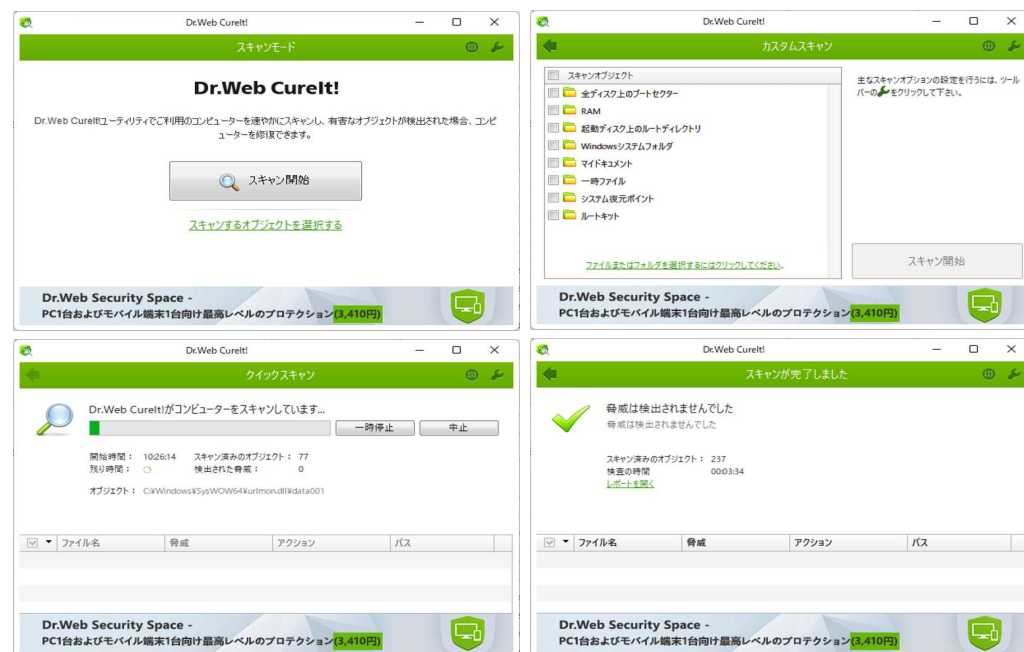 Dr.Web CureIt!
スキャンモード
Dr.Web CureIt!
Dr.Web CureIt!ユーティリティでご利用のコンピューターを速やかにスキャンし、有害なオブジェクトが検出された場合、コンピ
ューターを修復できます。
スキャン開始
スキャンするオブジェクトを選択する
Dr.Web Security Space -
PC1台およびモバイル端末1台向け最高レベルのプロテクション(3,410円)
Dr.Web CureIt!
カスタムスキャン
スキャンオブジェクト
全ディスク上のブートセクター
RAM
起動ディスク上のルートディレクトリ
Windowsシステムフォルダ
マイドキュメント
一時ファイル
システム復元ポイント
ルートキット
ファイルまたはフォルダを選択するにはクリックしてください。
主なスキャンオプションの設定を行うには、ツール
バーの をクリックして下さい。
スキャン開始
Dr.Web Security Space -
PC1台およびモバイル端末1台向け最高レベルのプロテクション(3,410円)
Dr.Web CureIt!
クイックスキャン
Dr.Web CureIt!がコンピューターをスキャンしています...
一時停止 中止
開始時間： 10:26:14 スキャン済みのオブジェクト： 77
残り時間： 検出された脅威： 0
オブジェクト： C:¥Windows¥SysWOW64¥urlmon.dll¥data001
ファイル名 脅威 アクション パス
Dr.Web Security Space -
PC1台およびモバイル端末1台向け最高レベルのプロテクション(3,410円)
Dr.Web CureIt!
スキャンが完了しました
脅威は検出されませんでした
脅威は検出されませんでした
スキャン済みのオブジェクト： 237
検査の時間 00:03:34
レポートを開く
ファイル名 脅威 アクション パス
Dr.Web Security Space -
PC1台およびモバイル端末1台向け最高レベルのプロテクション(3,410円)